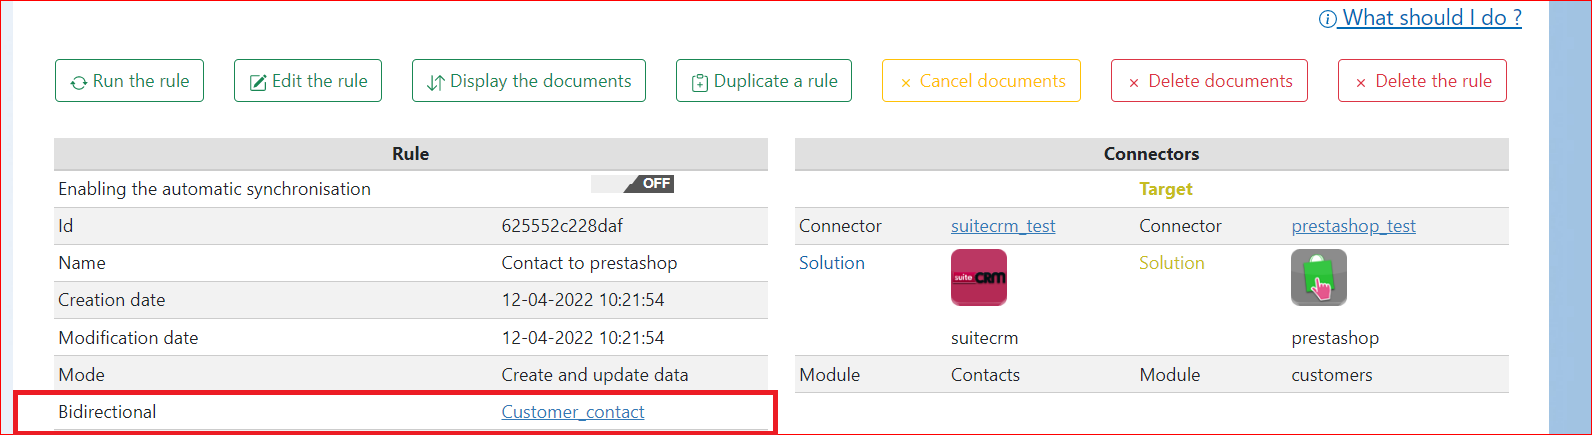 What should I do ?
Run the rule
Edit the rule
Display the documents
Duplicate a rule
× Cancel documents
× Delete documents
× Delete the rule
Rule
Enabling the automatic synchronisation OFF
Id 625552c228daf
Name Contact to prestashop
Creation date 12-04-2022 10:21:54
Modification date 12-04-2022 10:21:54
Mode Create and update data
Bidirectional Customer_contact
Connectors
Target
Connector suitecrm_test Connector prestashop_test
Solution suiteCRM Solution
suitecrm prestashop
Module Contacts Module customers